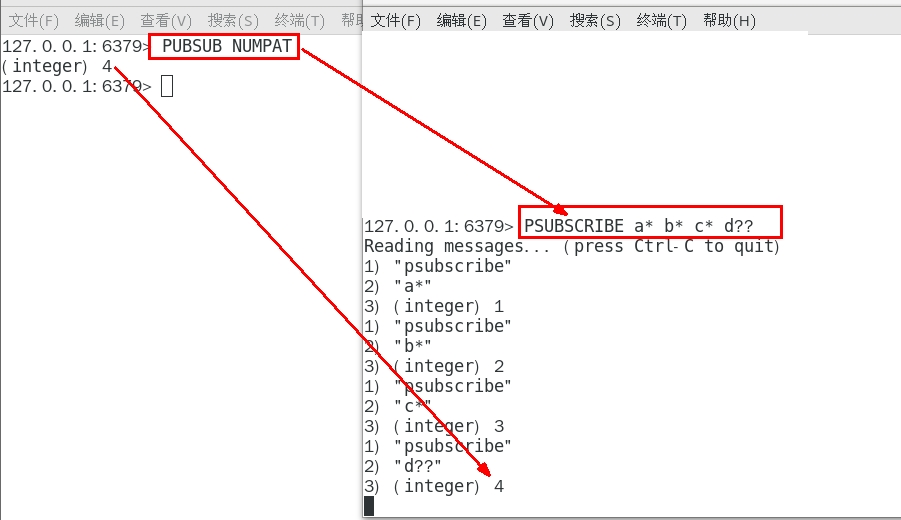 文件(F) 编辑(E) 查看(V) 搜索(S) 终端(T) 帮
127.0.0.1:6379> PUBSUB NUMPAT
(integer) 4
127.0.0.1:6379>
文件(F) 编辑(E) 查看(V) 搜索(S) 终端(T) 帮助(H)
127.0.0.1:6379> PSUBSCRIBE a* b* c* d??
Reading messages... (press Ctrl-C to quit)
1) "psubscribe"
2) "a*"
3) (integer) 1
1) "psubscribe"
2) "b*"
3) (integer) 2
1) "psubscribe"
2) "c*"
3) (integer) 3
1) "psubscribe"
2) "d??"
3) (integer) 4